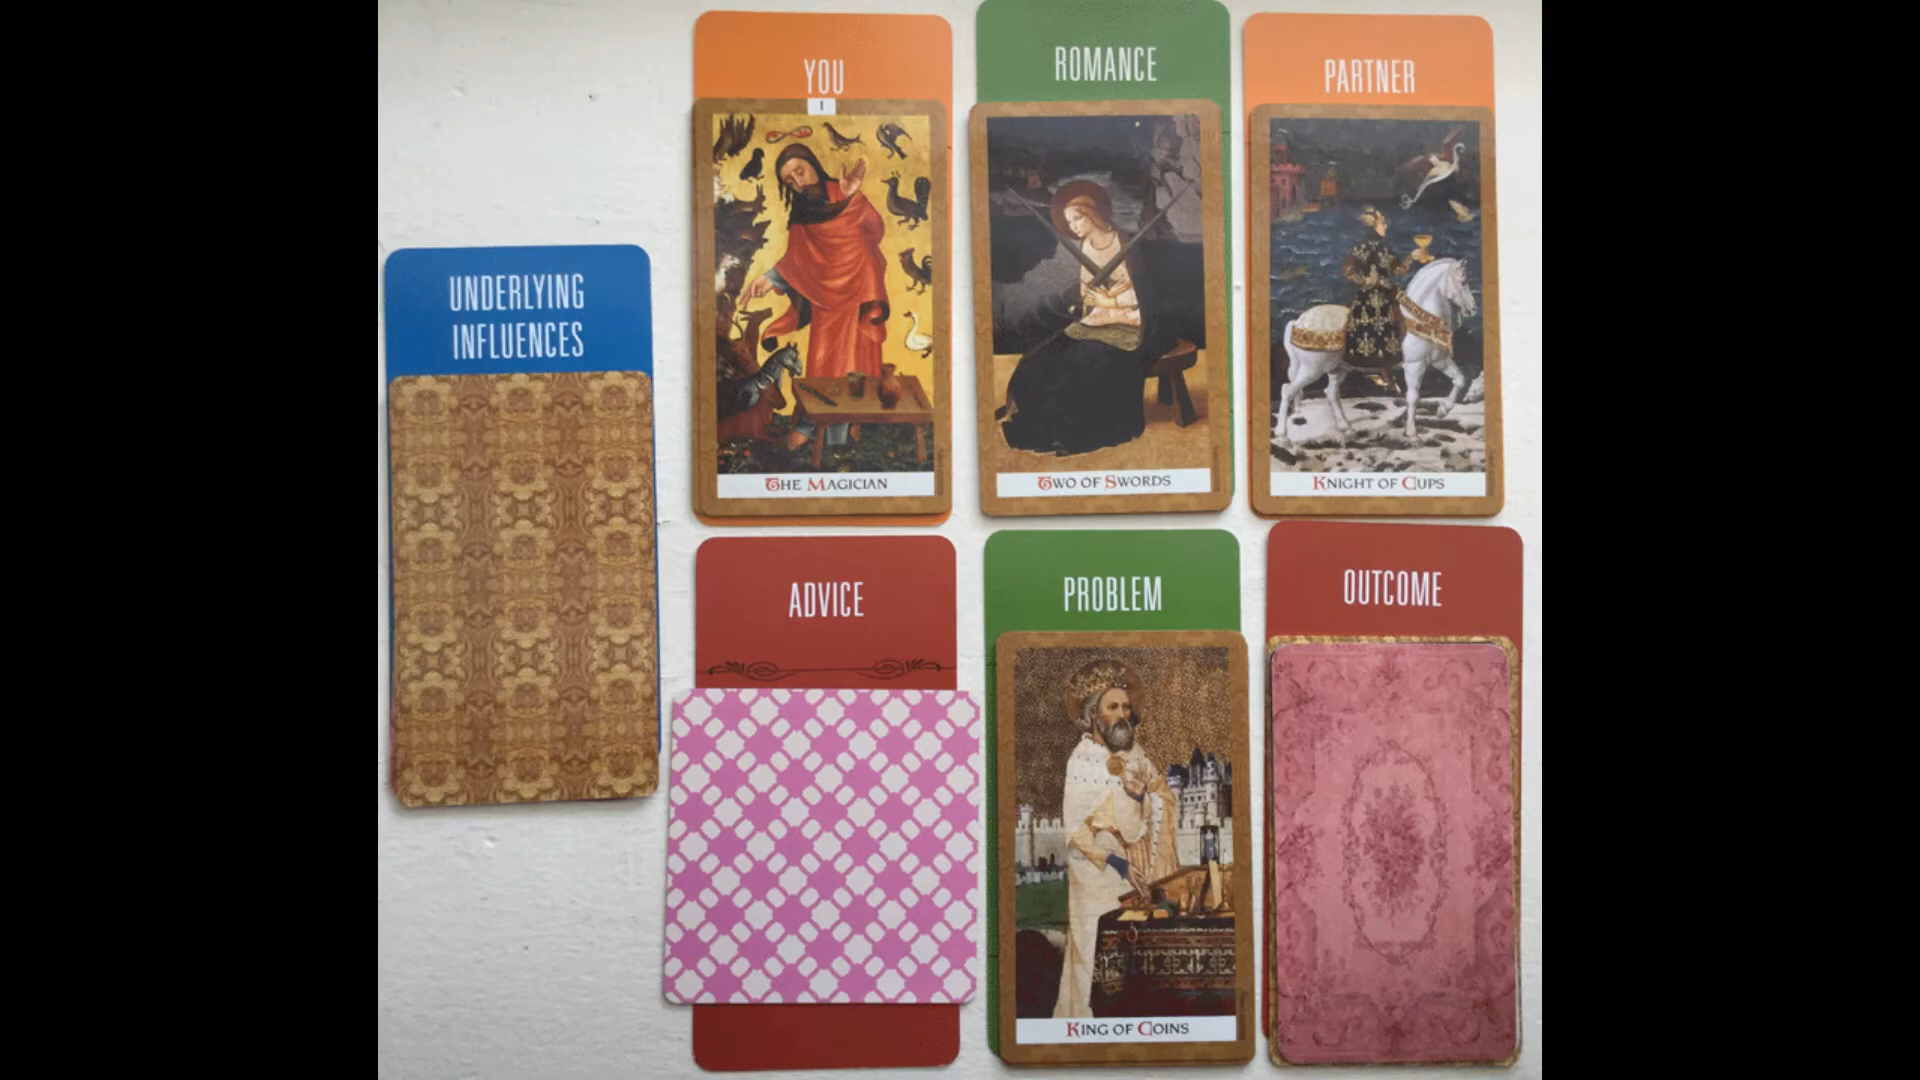 YOU
I
THE MAGICIAN
ROMANCE
TWO OF SWORDS
PARTNER
KNIGHT OF CUPS
UNDERLYING
INFLUENCES
ADVICE
PROBLEM
KING OF COINS
OUTCOME